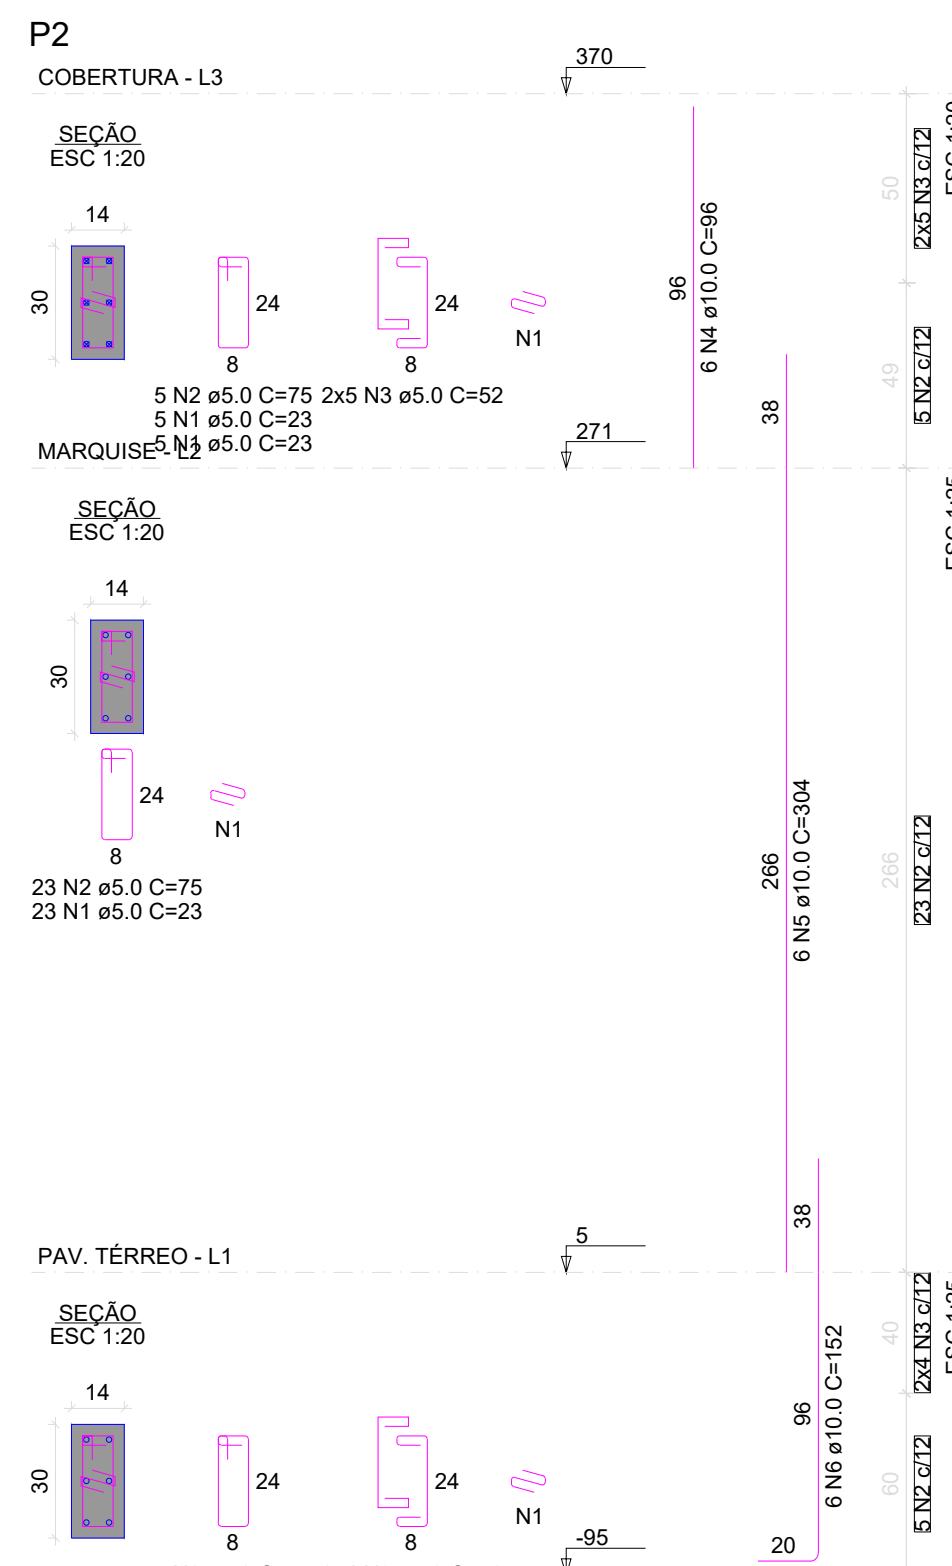 P2
COBERTURA - L3
370
SEÇÃO
ESC 1:20
14
30
24
8
24
8
N1
5 N2 ø5.0 C=75
2x5 N3 ø5.0 C=52
5 N1 ø5.0 C=23
5 N1 ø5.0 C=23
96
6 N4 ø10.0 C=96
38
50
2x5 N3 c/12
49
5 N2 c/12
MARQUISE - L2
271
SEÇÃO
ESC 1:20
14
30
24
8
N1
23 N2 ø5.0 C=75
23 N1 ø5.0 C=23
266
6 N5 ø10.0 C=304
266
23 N2 c/12
38
PAV. TÉRREO - L1
5
SEÇÃO
ESC 1:20
14
30
24
8
24
8
N1
96
6 N6 ø10.0 C=152
20
40
2x4 N3 c/12
60
5 N2 c/12
-95